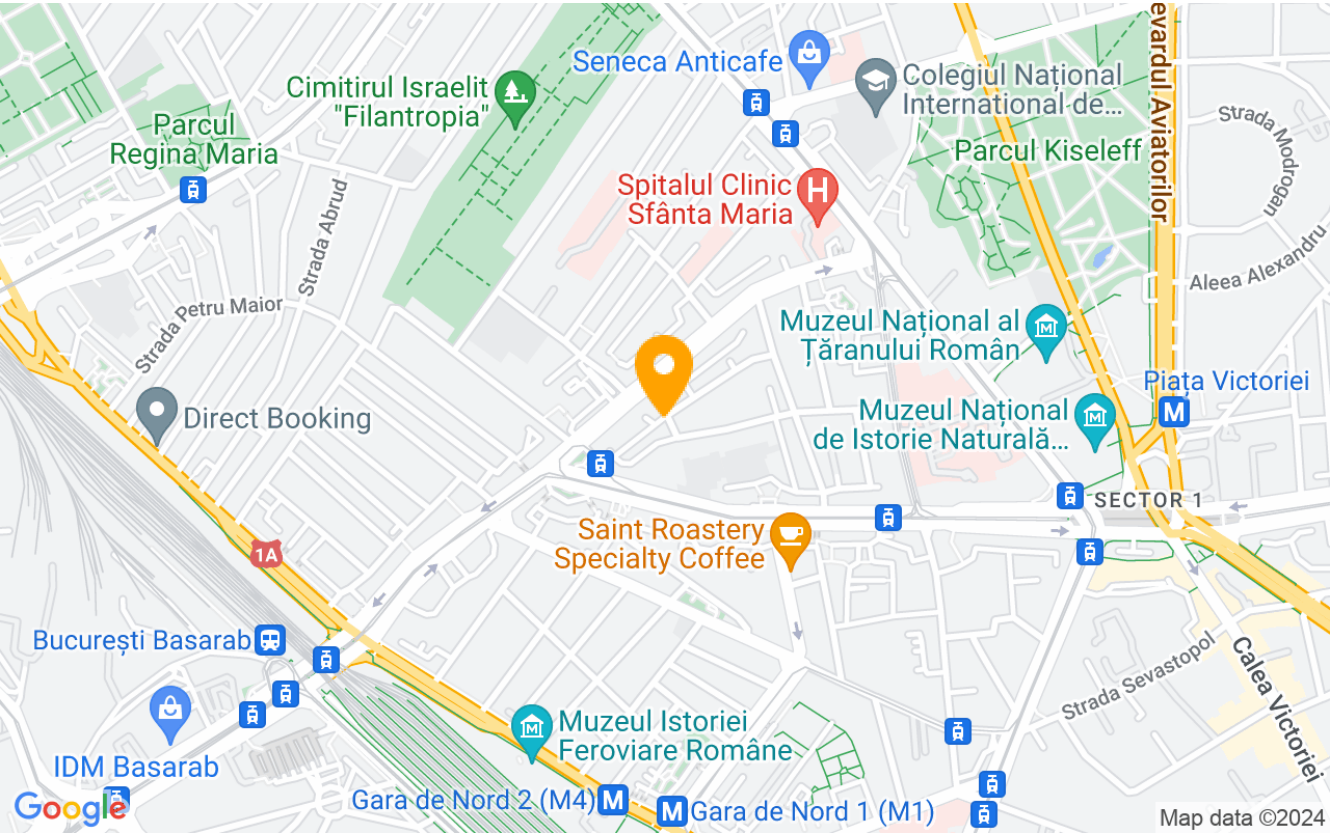 Seneca Anticafe
Colegiul Național
International de...
evardul Aviatorilor
Strada Modrogan
Cimitirul Israelit
"Filantropia"
Parcul
Regina Maria
Parcul Kiseleff
Spitalul Clinic
Sfânta Maria
H
Strada Abrud
Aleea Alexandru
Strada Petru Maior
Muzeul Național al
Țăranului Român
Piața Victoriei
M
Direct Booking
Muzeul Național
de Istorie Naturală...
SECTOR 1
Saint Roastery
Specialty Coffee
1A
București Basarab
Strada Sevastopol
Calea Victoriei
Muzeul Istoriei
Feroviare Române
IDM Basarab
Gara de Nord 2 (M4)
M
M
Gara de Nord 1 (M1)
Google
Map data ©2024